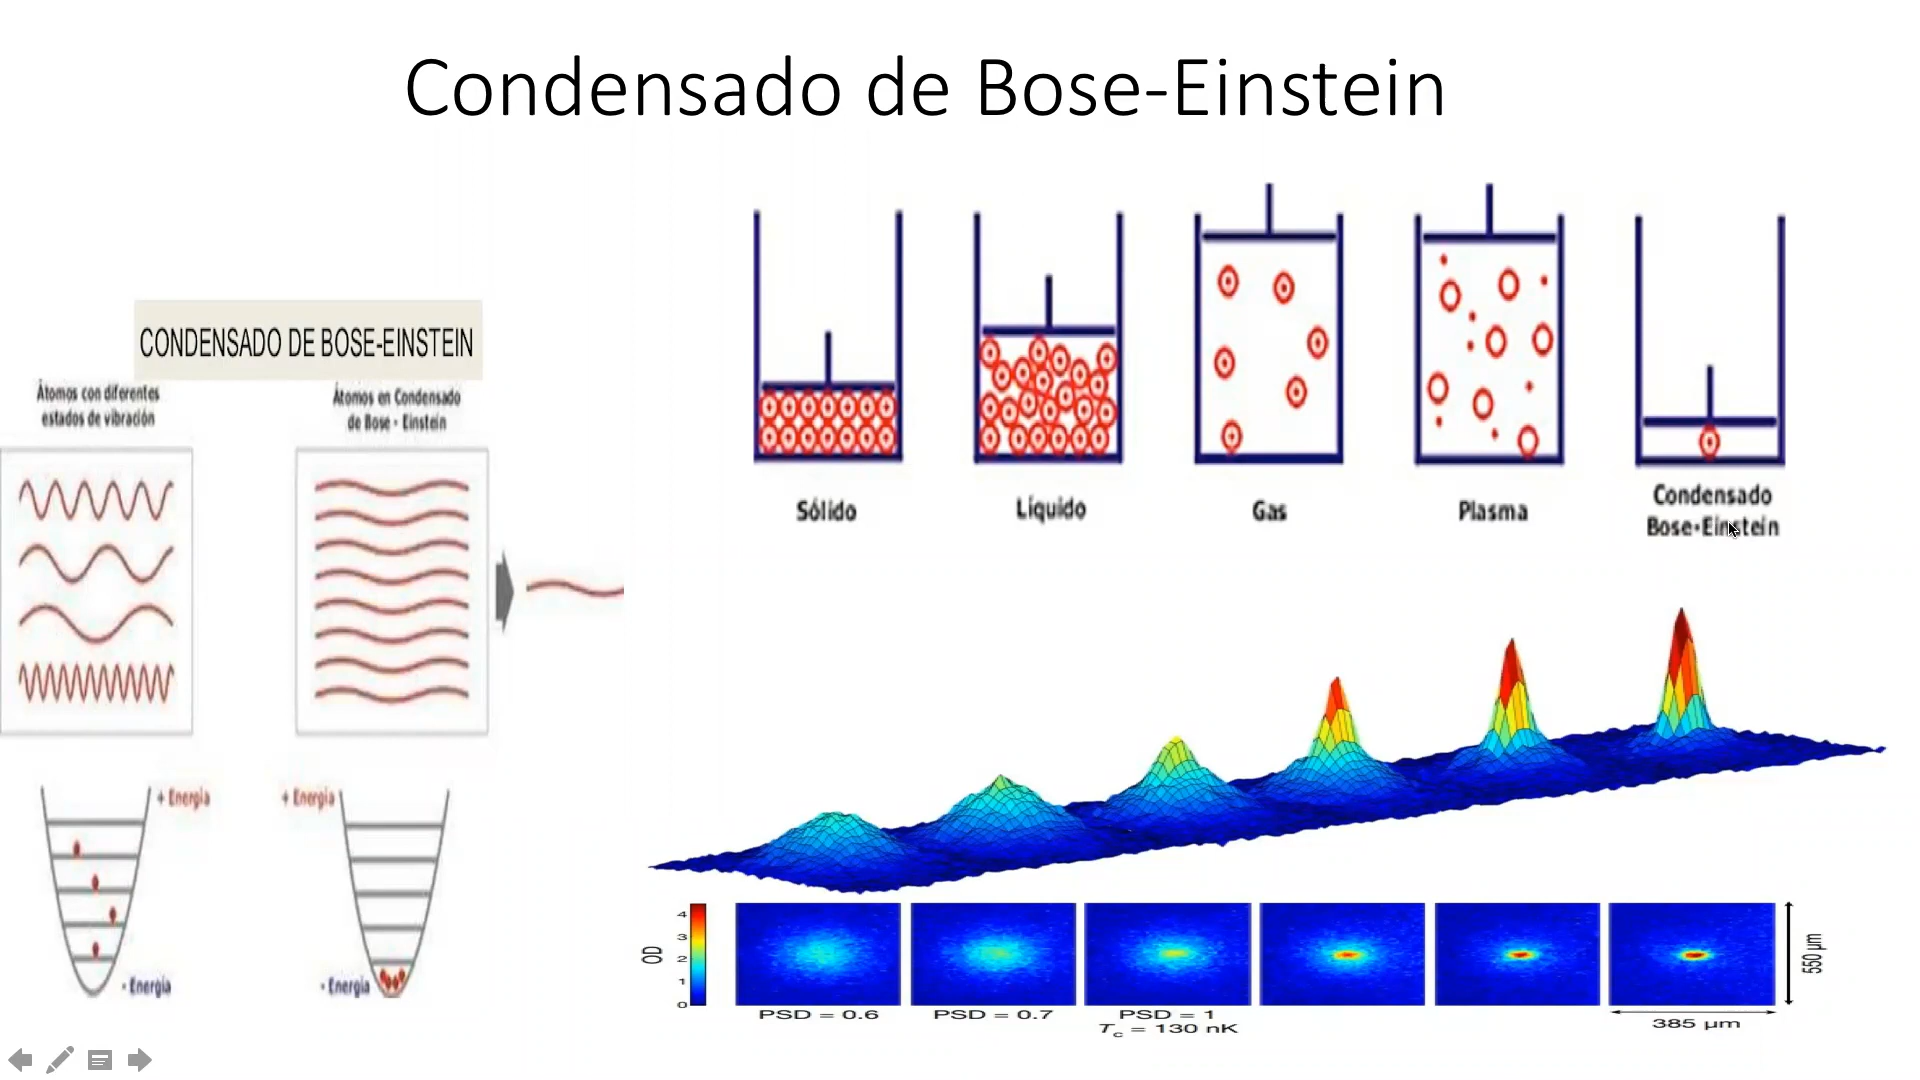 Condensado de Bose-Einstein
CONDENSADO DE BOSE-EINSTEIN
Átomos con diferentes
estados de vibración
Átomos en Condensado
de Bose - Einstein
+ Energía
- Energía
+ Energía
- Energía
Sólido
Líquido
Gas
Plasma
Condensado
Bose-Einstein
OD
4
3
2
1
0
PSD = 0.6
PSD = 0.7
PSD = 1
Tc = 130 nK
550 µm
385 µm